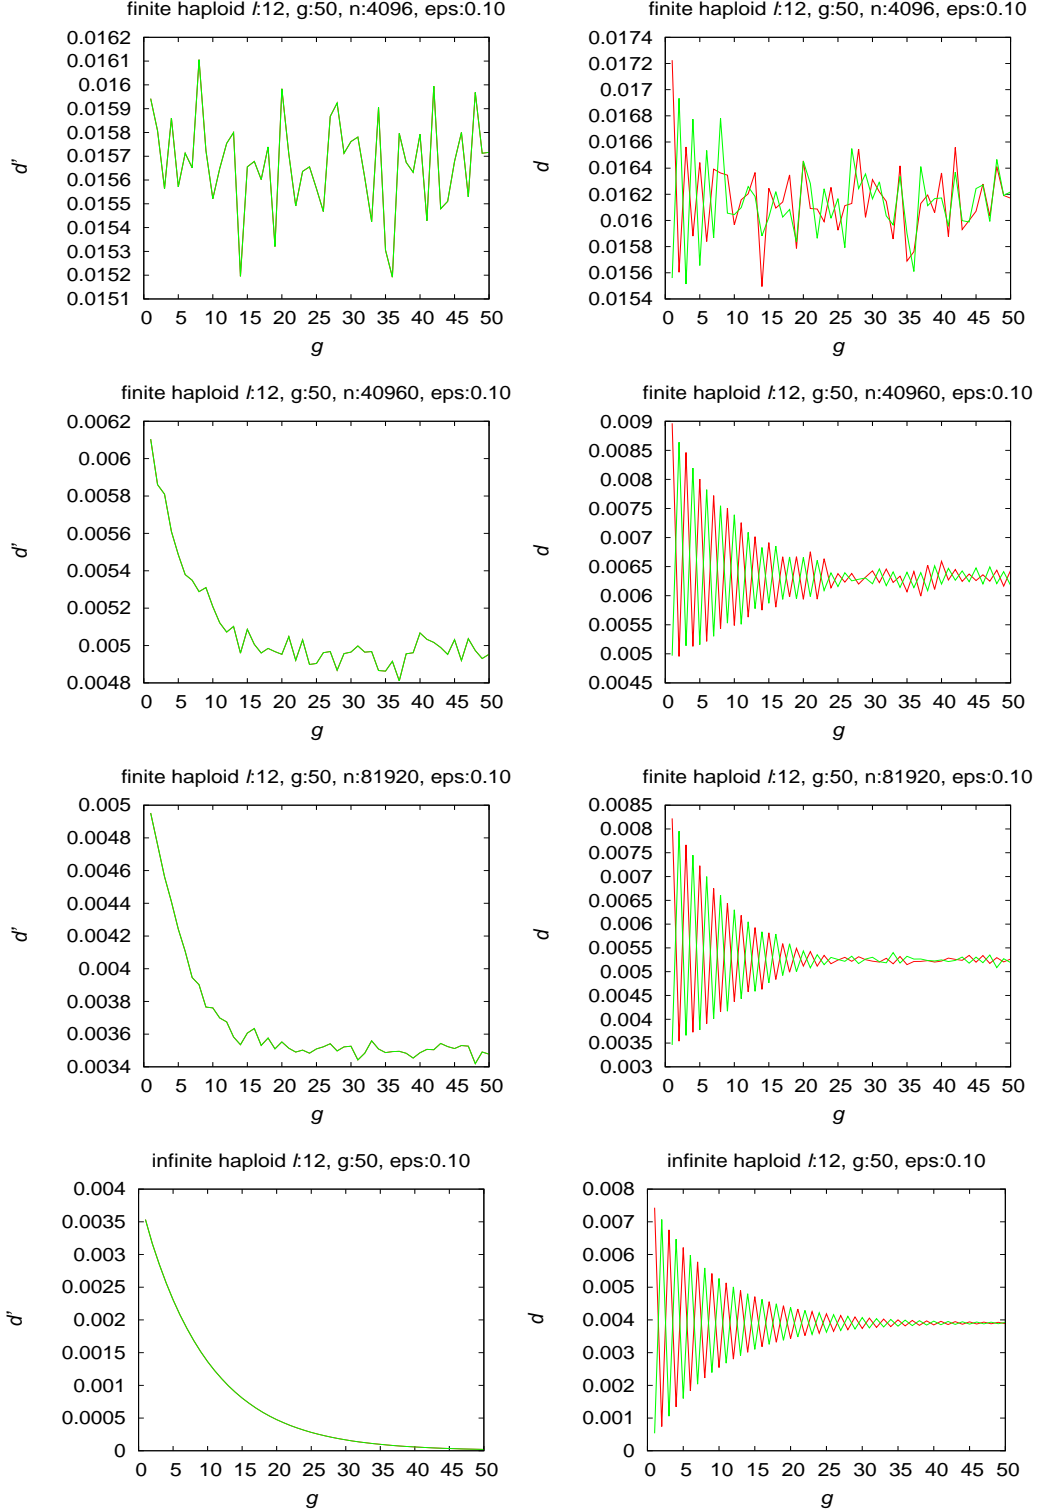 finite haploid l:12, g:50, n:4096, eps:0.10
0.0162
0.0161
0.016
0.0159
0.0158
0.0157
0.0156
0.0155
0.0154
0.0153
0.0152
0.0151
d'
0 5 10 15 20 25 30 35 40 45 50
g
finite haploid l:12, g:50, n:4096, eps:0.10
0.0174
0.0172
0.017
0.0168
0.0166
0.0164
0.0162
0.016
0.0158
0.0156
0.0154
d
0 5 10 15 20 25 30 35 40 45 50
g
finite haploid l:12, g:50, n:40960, eps:0.10
0.0062
0.006
0.0058
0.0056
0.0054
0.0052
0.005
0.0048
d'
0 5 10 15 20 25 30 35 40 45 50
g
finite haploid l:12, g:50, n:40960, eps:0.10
0.009
0.0085
0.008
0.0075
0.007
0.0065
0.006
0.0055
0.005
0.0045
d
0 5 10 15 20 25 30 35 40 45 50
g
finite haploid l:12, g:50, n:81920, eps:0.10
0.005
0.0048
0.0046
0.0044
0.0042
0.004
0.0038
0.0036
0.0034
d'
0 5 10 15 20 25 30 35 40 45 50
g
finite haploid l:12, g:50, n:81920, eps:0.10
0.0085
0.008
0.0075
0.007
0.0065
0.006
0.0055
0.005
0.0045
0.004
0.0035
0.003
d
0 5 10 15 20 25 30 35 40 45 50
g
infinite haploid l:12, g:50, eps:0.10
0.004
0.0035
0.003
0.0025
0.002
0.0015
0.001
0.0005
0
d'
0 5 10 15 20 25 30 35 40 45 50
g
infinite haploid l:12, g:50, eps:0.10
0.008
0.007
0.006
0.005
0.004
0.003
0.002
0.001
0
d
0 5 10 15 20 25 30 35 40 45 50
g